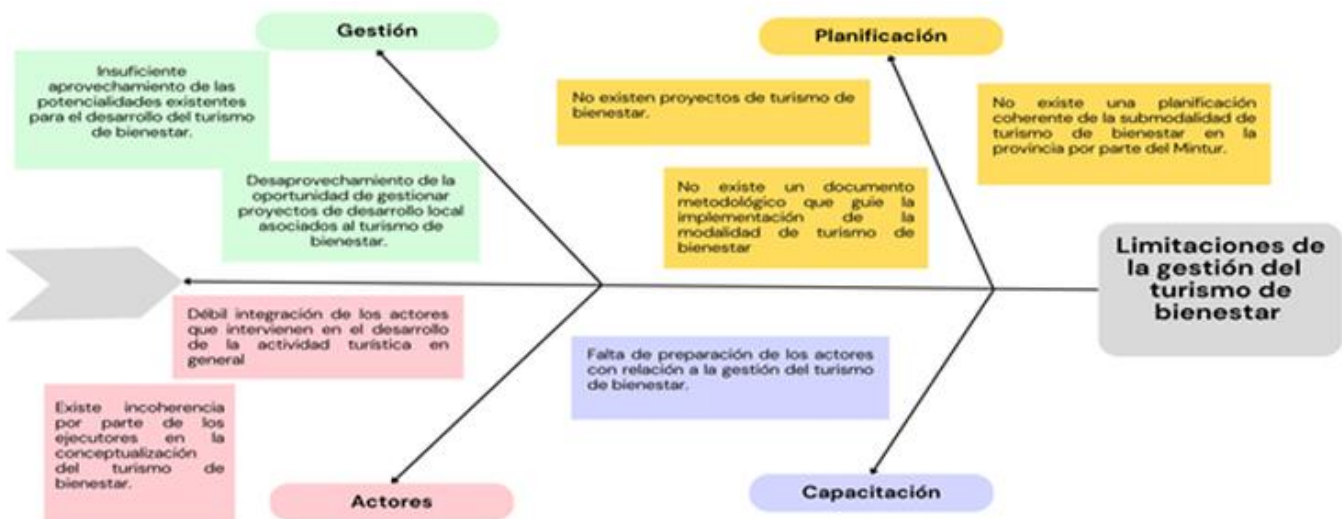 Gestión
Insuficiente
aprovechamiento de las
potencialidades existentes
para el desarrollo del turismo
de bienestar.
Desaprovechamiento de la
oportunidad de gestionar
proyectos de desarrollo local
asociados al turismo de
bienestar.
Planificación
No existen proyectos de turismo de
bienestar.
No existe una planificación
coherente de la submodalidad de
turismo de bienestar en la
provincia por parte del Mintur.
No existe un documento
metodológico que guie la
implementación de la
modalidad de turismo de
bienestar
Limitaciones de
la gestión del
turismo de
bienestar
Débil integración de los actores
que intervienen en el desarrollo
de la actividad turística en
general
Existe incoherencia
por parte de los
ejecutores en la
conceptualización
del turismo de
bienestar.
Actores
Falta de preparación de los actores
con relación a la gestión del turismo
de bienestar.
Capacitación